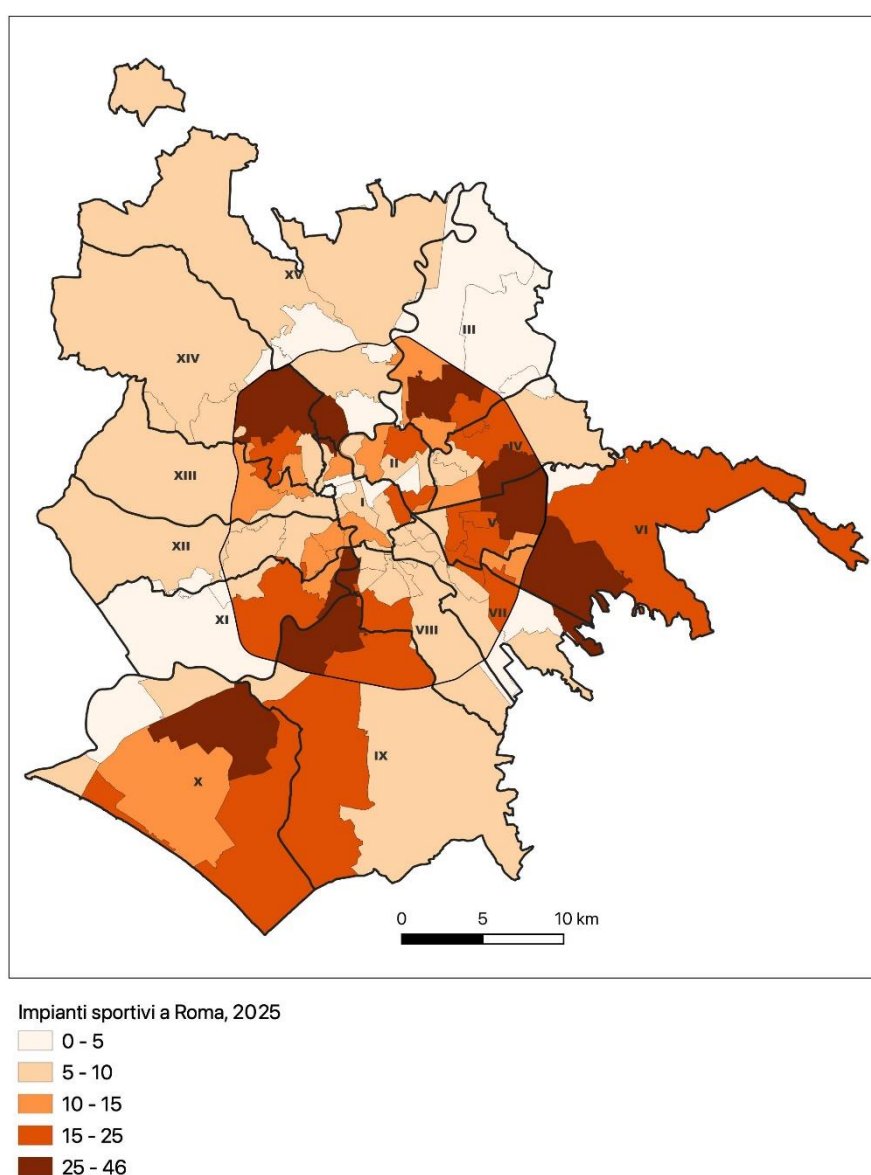 XV
III
XIV
IV
II
XIII
I
V
VI
XII
VII
XI
VIII
IX
X
0 5 10 km
Impianti sportivi a Roma, 2025
0 - 5
5 - 10
10 - 15
15 - 25
25 - 46